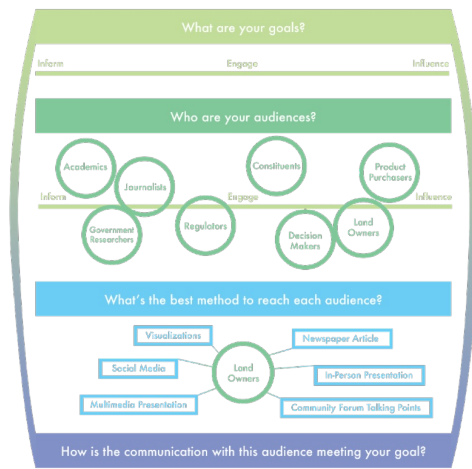 What are your goals?
Inform Engage Influence
Who are your audiences?
Academics
Journalists
Constituents
Product
Purchasers
Inform Engage Influence
Government
Researchers
Regulators
Decision
Makers
Land
Owners
What's the best method to reach each audience?
Visualizations
Newspaper Article
Social Media
Land
Owners
In-Person Presentation
Multimedia Presentation
Community Forum Talking Points
How is the communication with this audience meeting your goal?